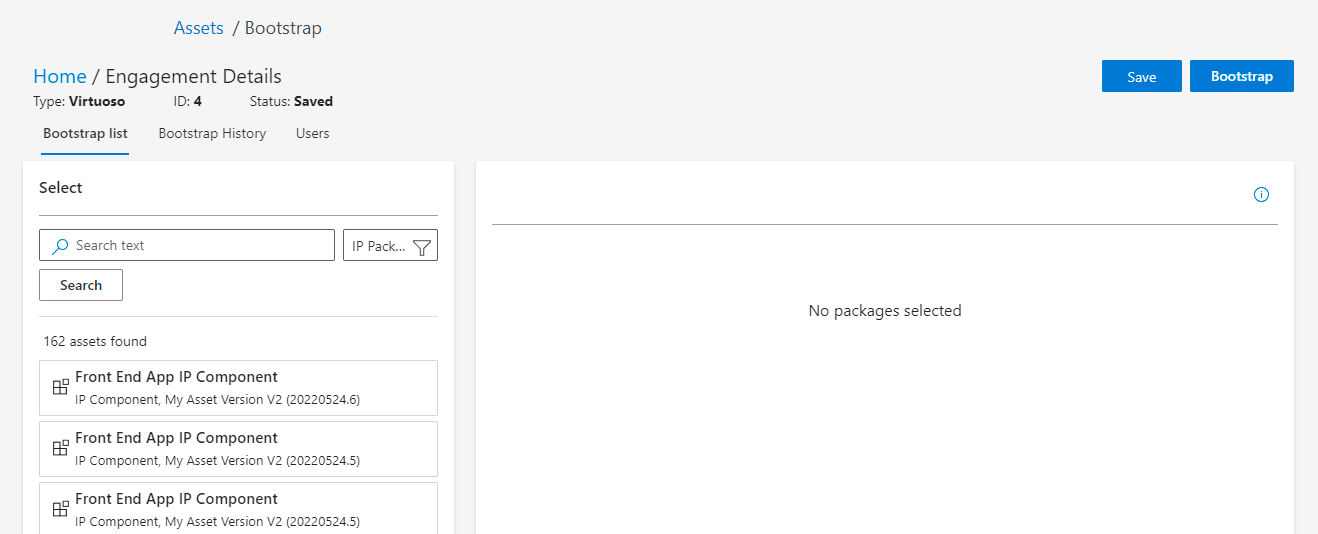 Assets / Bootstrap
Home / Engagement Details
Save
Bootstrap
Type: Virtuoso ID: 4 Status: Saved
Bootstrap list Bootstrap History Users
Select
Search text
IP Pack...
Search
162 assets found
Front End App IP Component
IP Component, My Asset Version V2 (20220524.6)
Front End App IP Component
IP Component, My Asset Version V2 (20220524.5)
Front End App IP Component
IP Component, My Asset Version V2 (20220524.5)
No packages selected